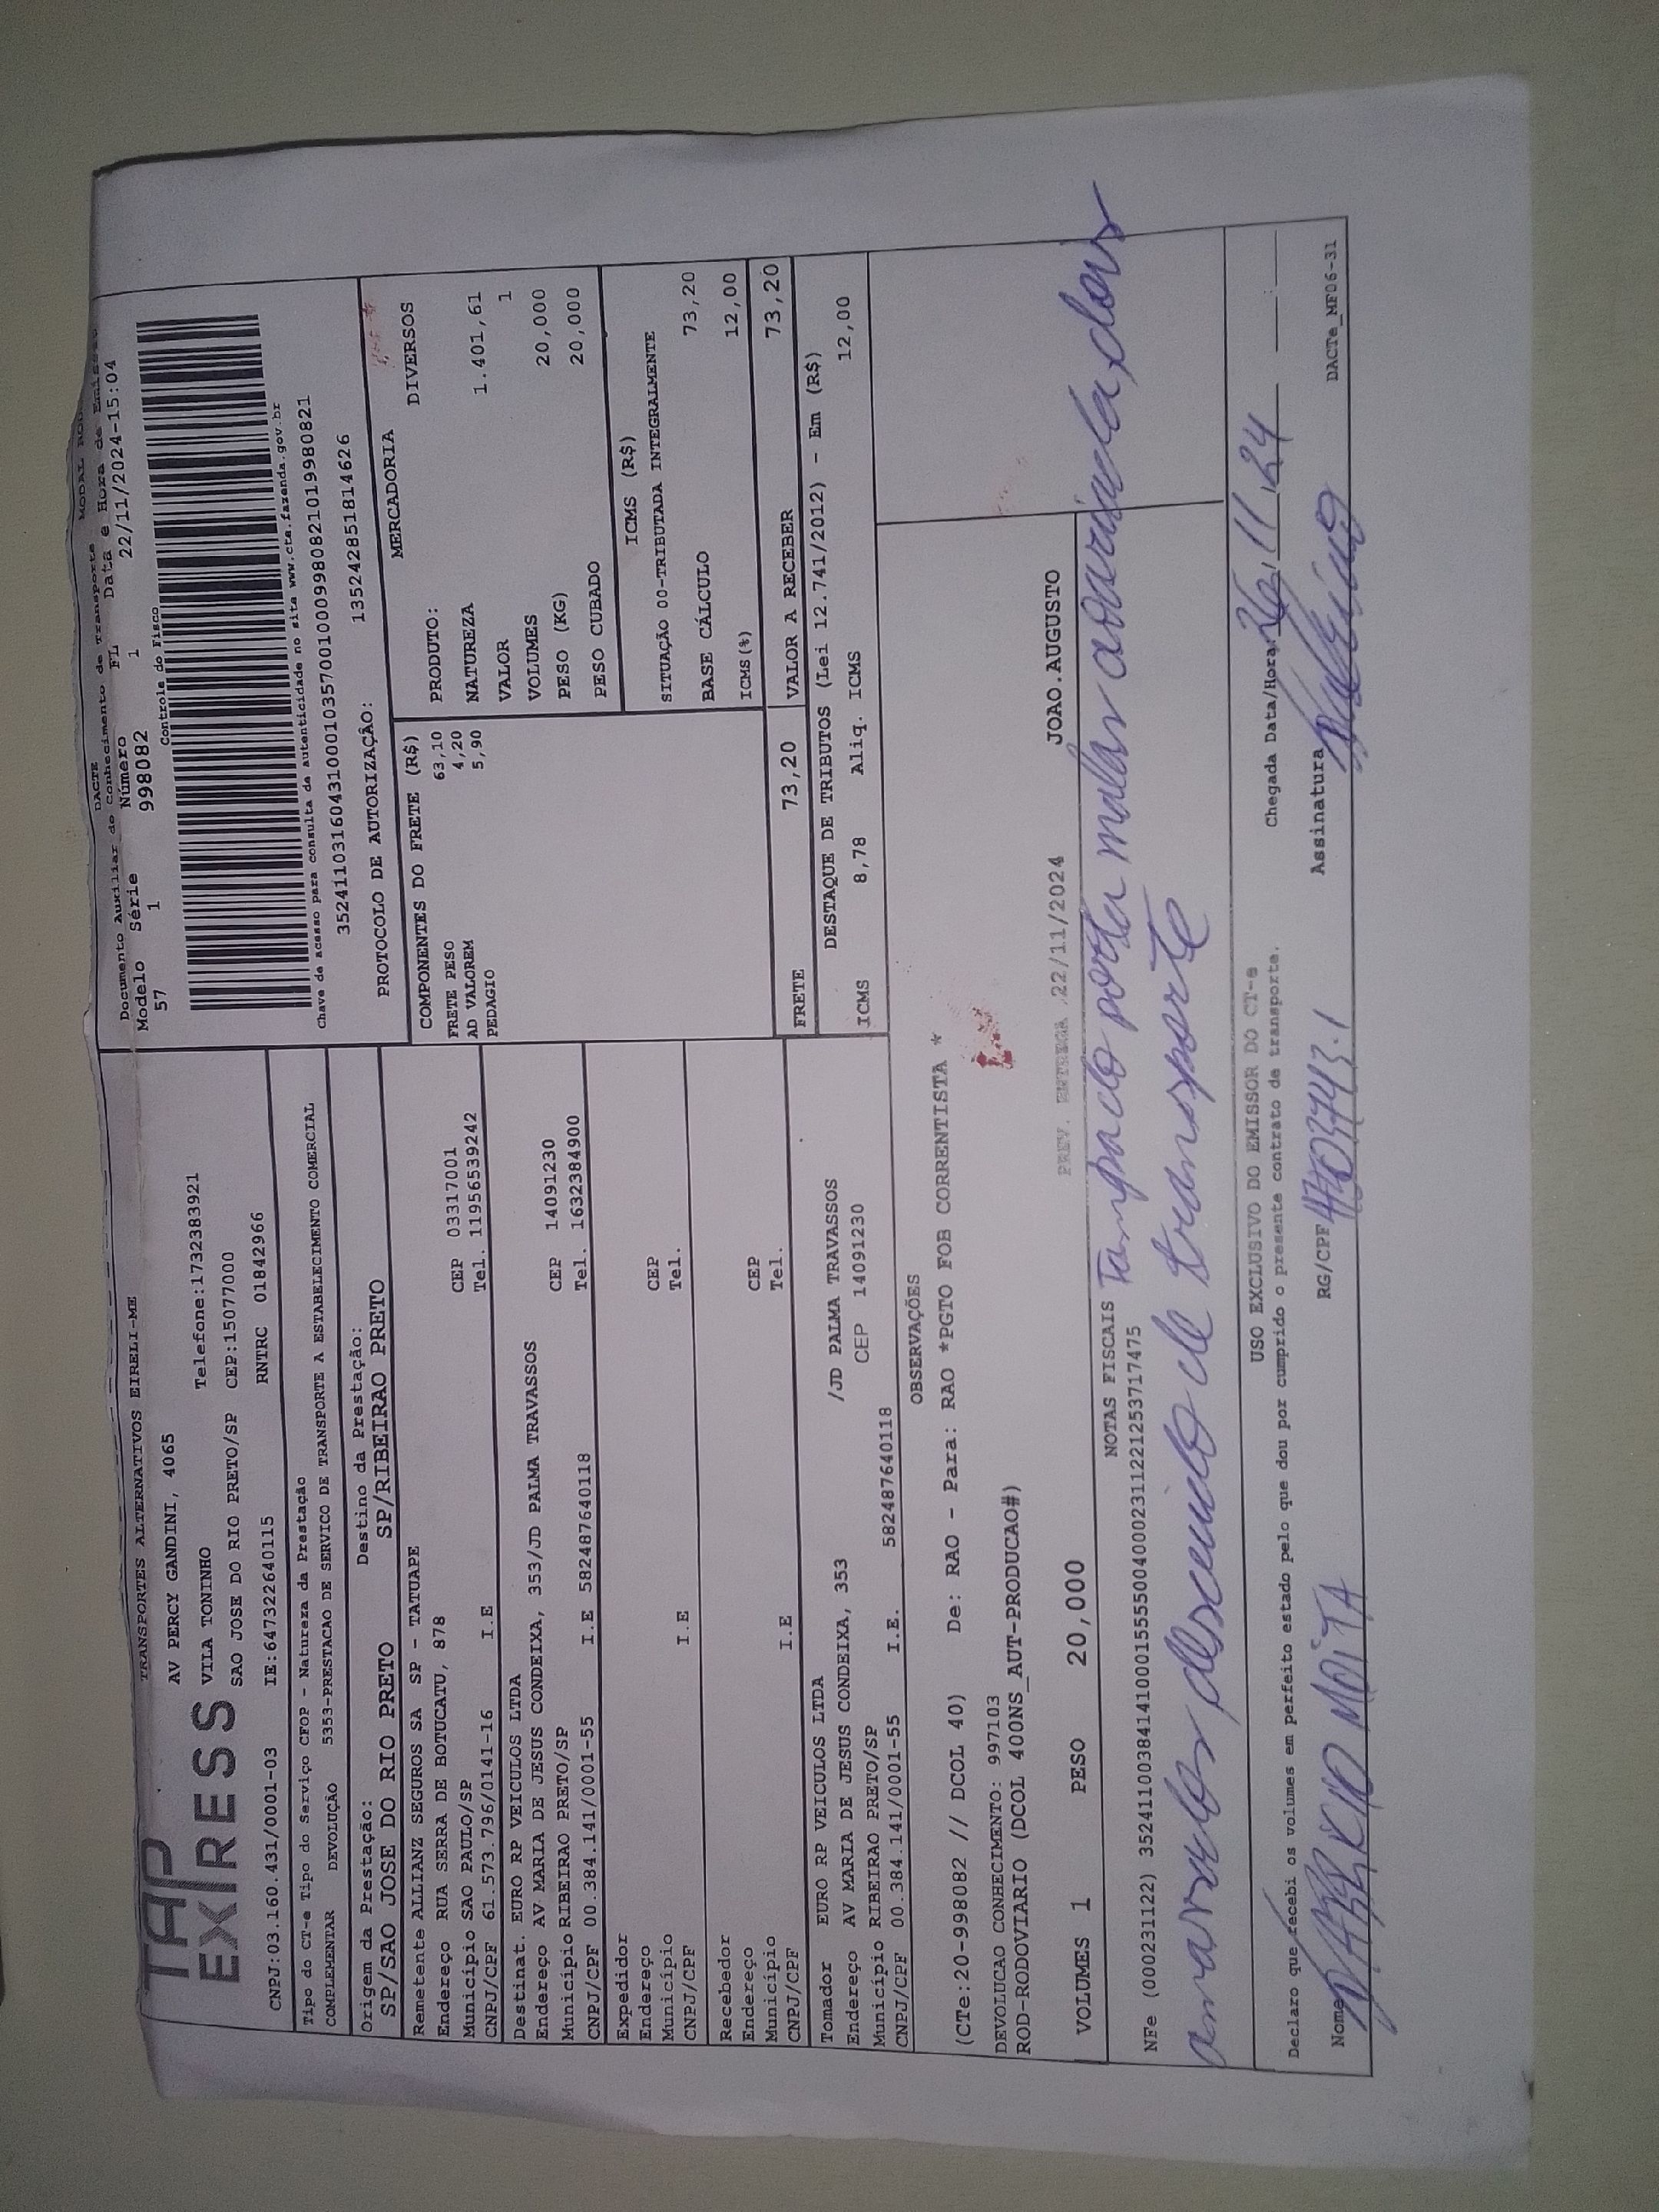 DACTE
MODAL ROD
Documento Auxiliar do Conhecimento de Transporte
TAP
EXPRESS
TRANSPORTES ALTERNATIVOS EIRELI-ME
AV PERCY GANDINI, 4065
VILA TONINHO Telefone:1732383921
SAO JOSE DO RIO PRETO/SP CEP:15077000
CNPJ:03.160.431/0001-03 IE:647322640115 RNTRC 01842966
Modelo Série Número FL Data e Hora de Emissão
57 1 998082 1 22/11/2024-15:04
Controle do Fisco
Chave de acesso para consulta de autenticidade no site www.cte.fazenda.gov.br
35241103160431000103570010009980821019980821
PROTOCOLO DE AUTORIZAÇÃO: 135242851814626
Tipo do CT-e Tipo do Serviço CFOP - Natureza da Prestação
COMPLEMENTAR DEVOLUÇÃO 5353-PRESTACAO DE SERVICO DE TRANSPORTE A ESTABELECIMENTO COMERCIAL
Origem da Prestação: Destino da Prestação:
SP/SAO JOSE DO RIO PRETO SP/RIBEIRAO PRETO
Remetente ALLIANZ SEGUROS SA SP - TATUAPE
Endereço RUA SERRA DE BOTUCATU, 878
Município SAO PAULO/SP CEP 03317001
CNPJ/CPF 61.573.796/0141-16 I.E Tel. 11956539242
Destinat. EURO RP VEICULOS LTDA
Endereço AV MARIA DE JESUS CONDEIXA, 353/JD PALMA TRAVASSOS
Município RIBEIRAO PRETO/SP CEP 14091230
CNPJ/CPF 00.384.141/0001-55 I.E 582487640118 Tel. 1632384900
Expedidor
Endereço
Município CEP
CNPJ/CPF I.E Tel.
Recebedor
Endereço
Município CEP
CNPJ/CPF I.E Tel.
Tomador EURO RP VEICULOS LTDA
Endereço AV MARIA DE JESUS CONDEIXA, 353 /JD PALMA TRAVASSOS
Município RIBEIRAO PRETO/SP CEP 14091230
CNPJ/CPF 00.384.141/0001-55 I.E. 582487640118
COMPONENTES DO FRETE (R$)
FRETE PESO 63,10
AD VALOREM 4,20
PEDAGIO 5,90
MERCADORIA
PRODUTO: DIVERSOS
NATUREZA
VALOR 1.401,61
VOLUMES 1
PESO (KG) 20,000
PESO CUBADO 20,000
ICMS (R$)
SITUAÇÃO 00-TRIBUTADA INTEGRALMENTE
BASE CÁLCULO 73,20
ICMS(%) 12,00
FRETE 73,20 VALOR A RECEBER 73,20
DESTAQUE DE TRIBUTOS (Lei 12.741/2012) - Em (R$)
ICMS 8,78 Aliq. ICMS 12,00
OBSERVAÇÕES
(CTe:20-998082 // DCOL 40) De: RAO - Para: RAO *PGTO FOB CORRENTISTA *
DEVOLUCAO CONHECIMENTO: 997103
ROD-RODOVIARIO (DCOL 40ONS_AUT-PRODUCAO#)
PREV. ENTREGA 22/11/2024 JOAO.AUGUSTO
VOLUMES 1 PESO 20,000
NOTAS FISCAIS
NFe (000231122) 35241100384141000155550040002311221253717475
Tampa do porta malas avariada, dois
amassados descuido de transporte
USO EXCLUSIVO DO EMISSOR DO CT-e
Declaro que recebi os volumes em perfeito estado pelo que dou por cumprido o presente contrato de transporte.
Chegada Data/Hora 26/11/24
Nome MARKIO MOITA RG/CPF Assinatura
DACTe_MF06-31